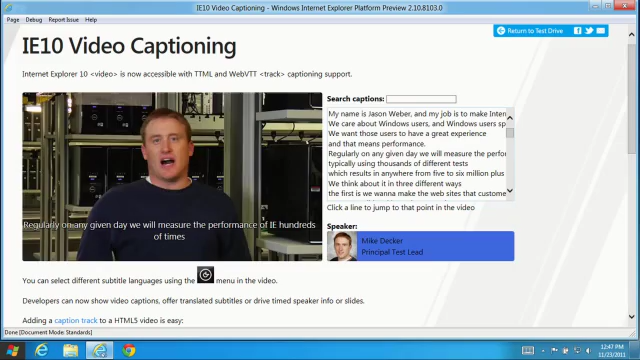 IE10 Video Captioning - Windows Internet Explorer Platform Preview 2.10.8103.0
Page Debug Report Issue Help
Return to Test Drive
IE10 Video Captioning
Internet Explorer 10 <video> is now accessible with TTML and WebVTT <track> captioning support.
Search captions:
My name is Jason Weber, and my job is to make Inter
We care about Windows users, and Windows users sp
We want those users to have a great experience
and that means performance.
Regularly on any given day we will measure the perfor
typically using thousands of different tests
which results in anywhere from five to six million plus
We think about it in three different ways
the first is we wanna make the web sites that custome
Click a line to jump to that point in the video
Regularly on any given day we will measure the performance of IE hundreds
of times
Speaker:
Mike Decker
Principal Test Lead
You can select different subtitle languages using the menu in the video.
Developers can now show video captions, offer translated subtitles or drive timed speaker info or slides.
Adding a caption track to a HTML5 video is easy:
Done [Document Mode: Standards]
12:47 PM
11/23/2011